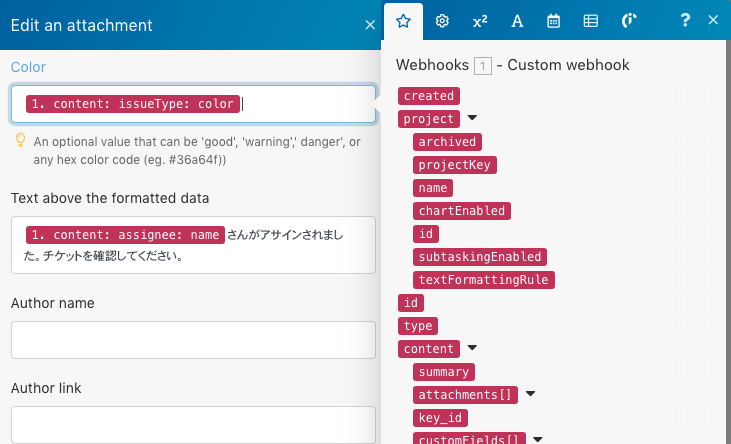 Edit an attachment
×
Color
1. content: issueType: color
An optional value that can be 'good', 'warning',' danger', or
any hex color code (eg. #36a64f))
Text above the formatted data
1. content: assignee: name さんがアサインされまし
た。チケットを確認してください。
Author name
Author link
x² A ? ×
Webhooks 1 - Custom webhook
created
project
archived
projectKey
name
chartEnabled
id
subtaskingEnabled
textFormattingRule
id
type
content
summary
attachments[]
key_id
customFields[]